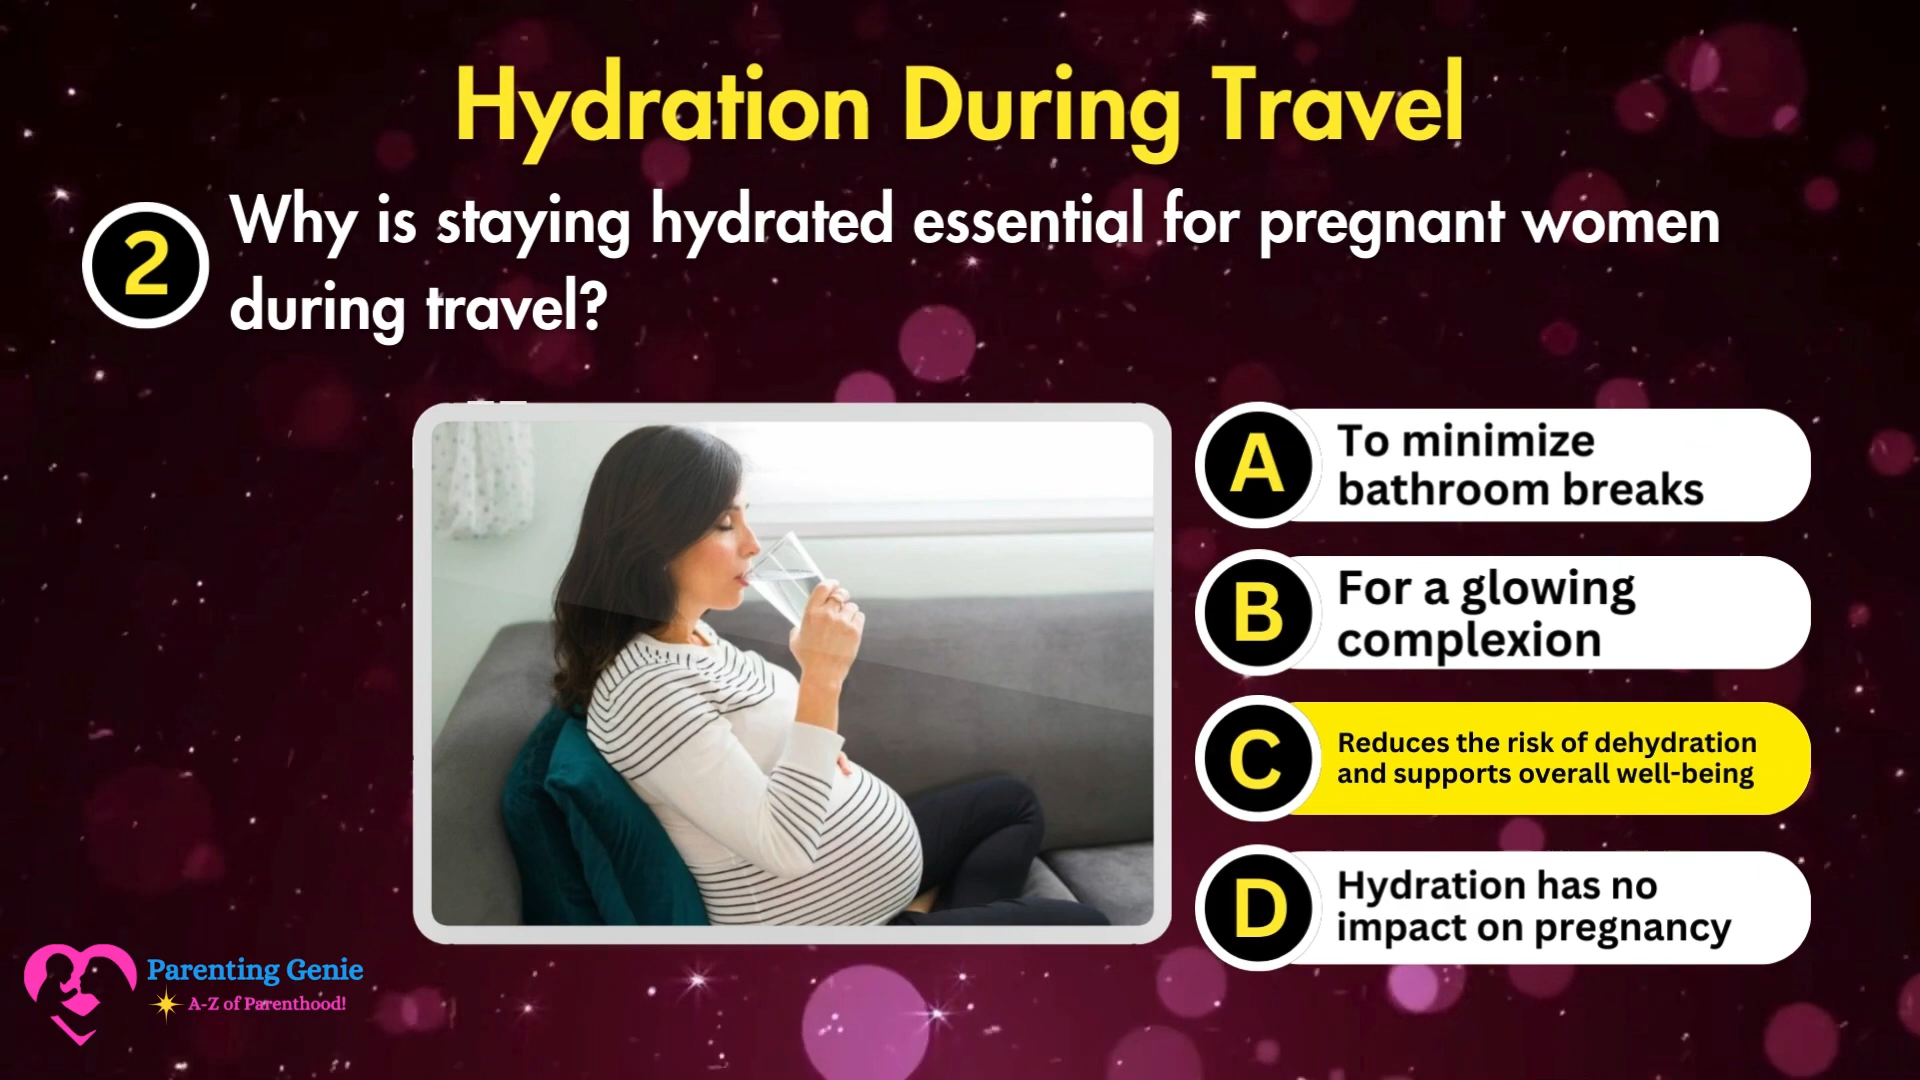 Hydration During Travel
2
Why is staying hydrated essential for pregnant women
during travel?
A
To minimize
bathroom breaks
B
For a glowing
complexion
C
Reduces the risk of dehydration
and supports overall well-being
D
Hydration has no
impact on pregnancy
Parenting Genie
A-Z of Parenthood!